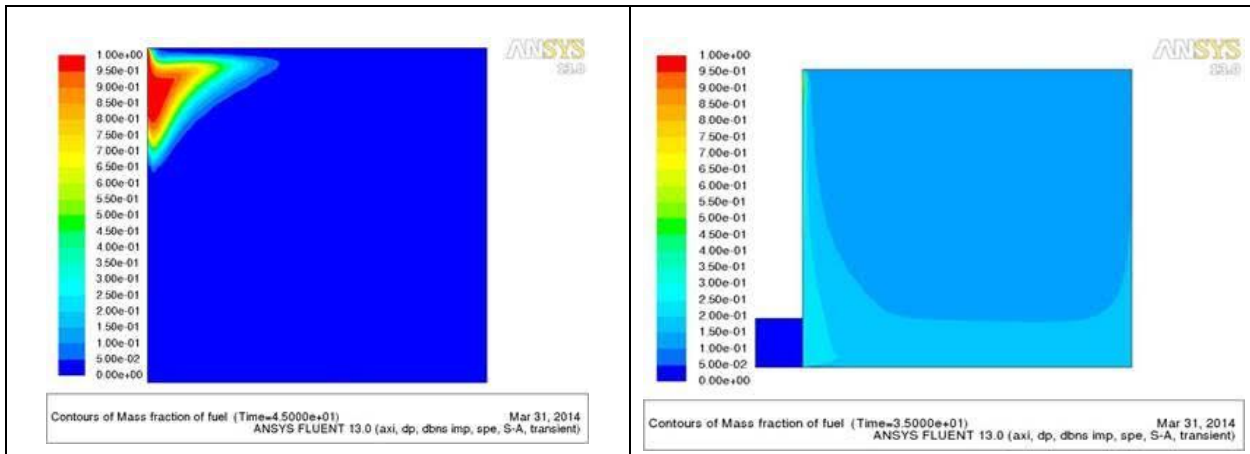 ANSYS
13.0
1.00e+00
9.50e-01
9.00e-01
8.50e-01
8.00e-01
7.50e-01
7.00e-01
6.50e-01
6.00e-01
5.50e-01
5.00e-01
4.50e-01
4.00e-01
3.50e-01
3.00e-01
2.50e-01
2.00e-01
1.50e-01
1.00e-01
5.00e-02
0.00e+00
Contours of Mass fraction of fuel (Time=4.5000e+01) Mar 31, 2014
ANSYS FLUENT 13.0 (axi, dp, dbns imp, spe, S-A, transient)
ANSYS
13.0
1.00e+00
9.50e-01
9.00e-01
8.50e-01
8.00e-01
7.50e-01
7.00e-01
6.50e-01
6.00e-01
5.50e-01
5.00e-01
4.50e-01
4.00e-01
3.50e-01
3.00e-01
2.50e-01
2.00e-01
1.50e-01
1.00e-01
5.00e-02
0.00e+00
Contours of Mass fraction of fuel (Time=3.5000e+01) Mar 31, 2014
ANSYS FLUENT 13.0 (axi, dp, dbns imp, spe, S-A, transient)